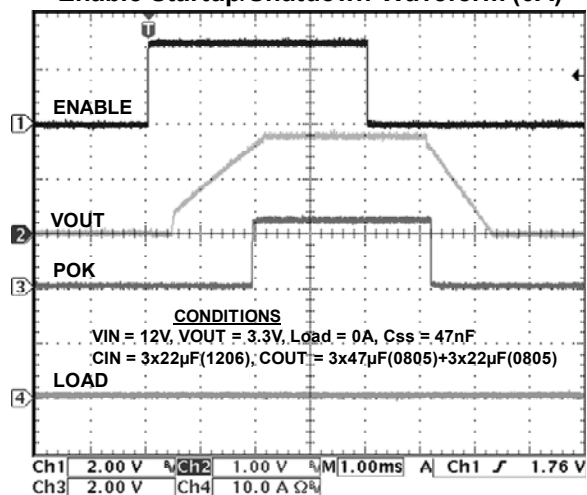 Enable Startup/Shutdown Waveform (0A)
T
1
ENABLE
VOUT
2
POK
3
CONDITIONS
VIN = 12V, VOUT = 3.3V, Load = 0A, Css = 47nF
CIN = 3x22µF(1206), COUT = 3x47µF(0805)+3x22µF(0805)
LOAD
4
Ch1 2.00 V Ch2 1.00 V M 1.00ms A Ch1 1.76 V
Ch3 2.00 V Ch4 10.0 A Ω